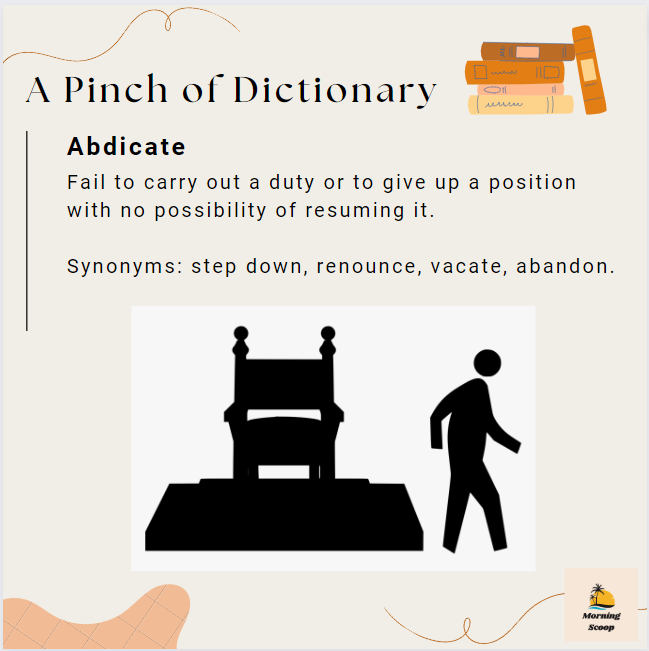 A Pinch of Dictionary
Abdicate
Fail to carry out a duty or to give up a position
with no possibility of resuming it.
Synonyms: step down, renounce, vacate, abandon.
Morning
Scoop